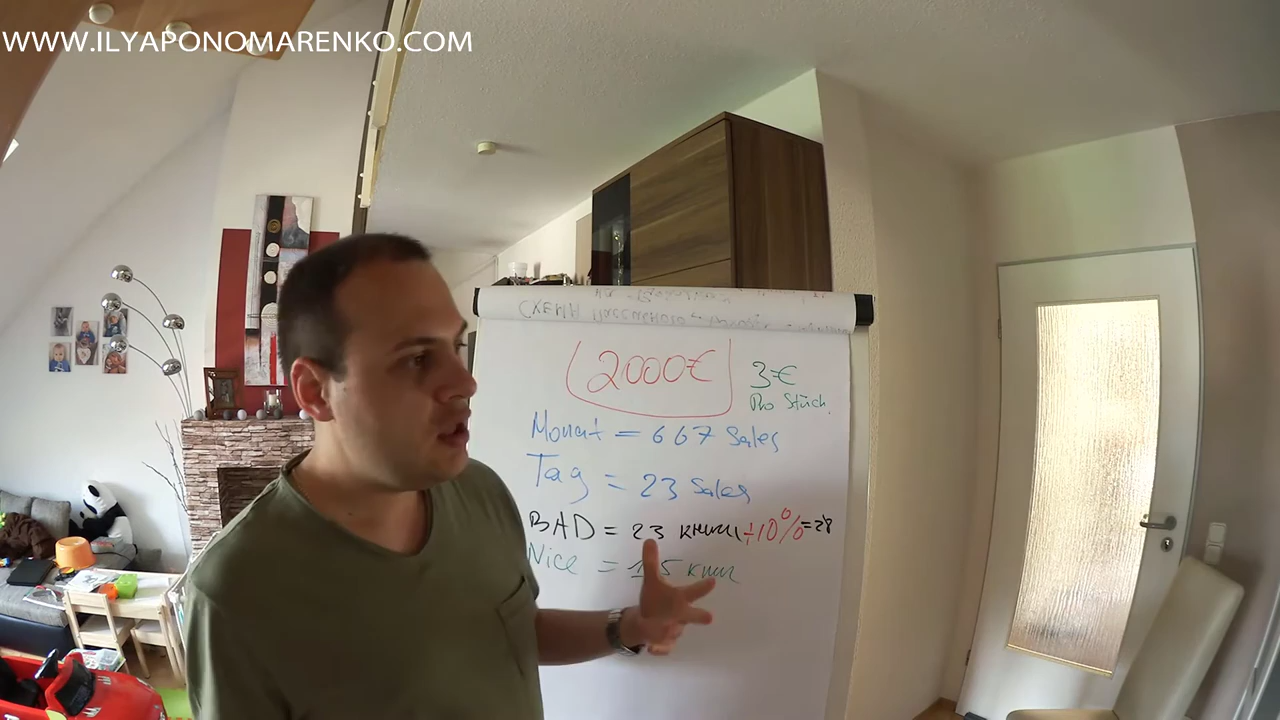 WWW.ILYAPONOMARENKO.COM
СХЕМА
2000€
3€
Pro Stück.
Monat = 667 Sales
Tag = 23 Sales
BAD = 23 книги +10% = 28
Nice = 15 книг